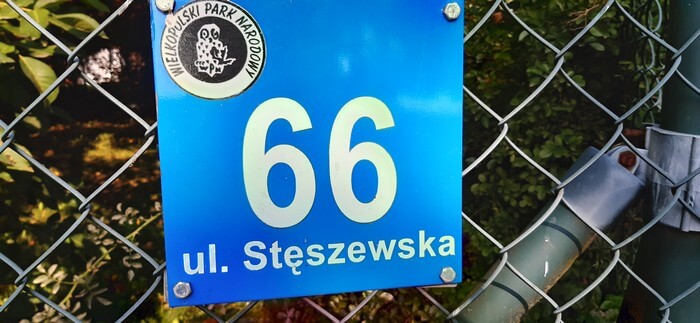 WIELKOPOLSKI PARK NARODOWY
66
ul. Stęszewska